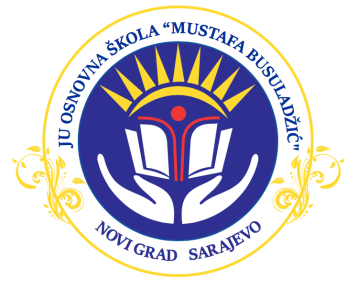 JU OSNOVNA ŠKOLA “MUSTAFA BUSULADŽIĆ”
NOVI GRAD SARAJEVO